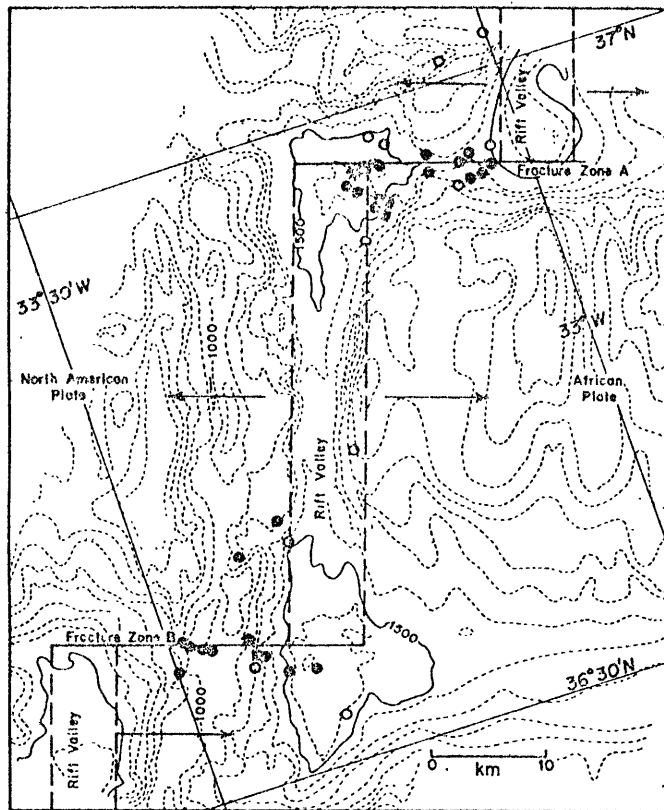 37°N
Rift Valley
Fracture Zone A
1500
33°30'W
1000
33°W
North American
Plate
African
Plate
Rift Valley
1500
Fracture Zone B
36°30'N
1000
Rift Valley
0 10
km